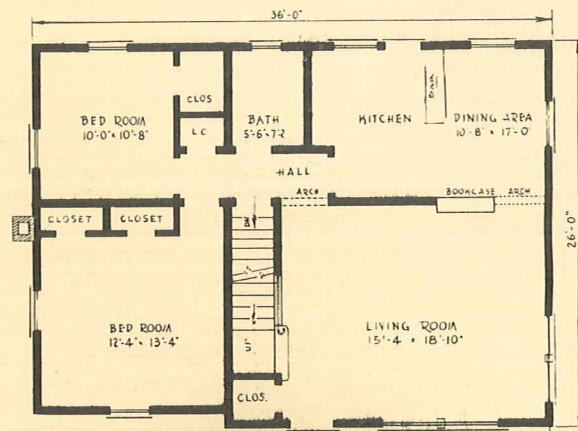 36'-0"
CLOS
BED ROOM
10'-0" x 10'-8"
L C
BATH
5'-6" x 7'-2
KITCHEN
DINING AREA
10'-8" x 17'-0"
HALL
ARCH
BOOKCASE ARCH
CLOSET
CLOSET
26'-0"
BED ROOM
12'-4" x 13'-4"
LIVING ROOM
15'-4 x 18'-10"
UP
CLOS.